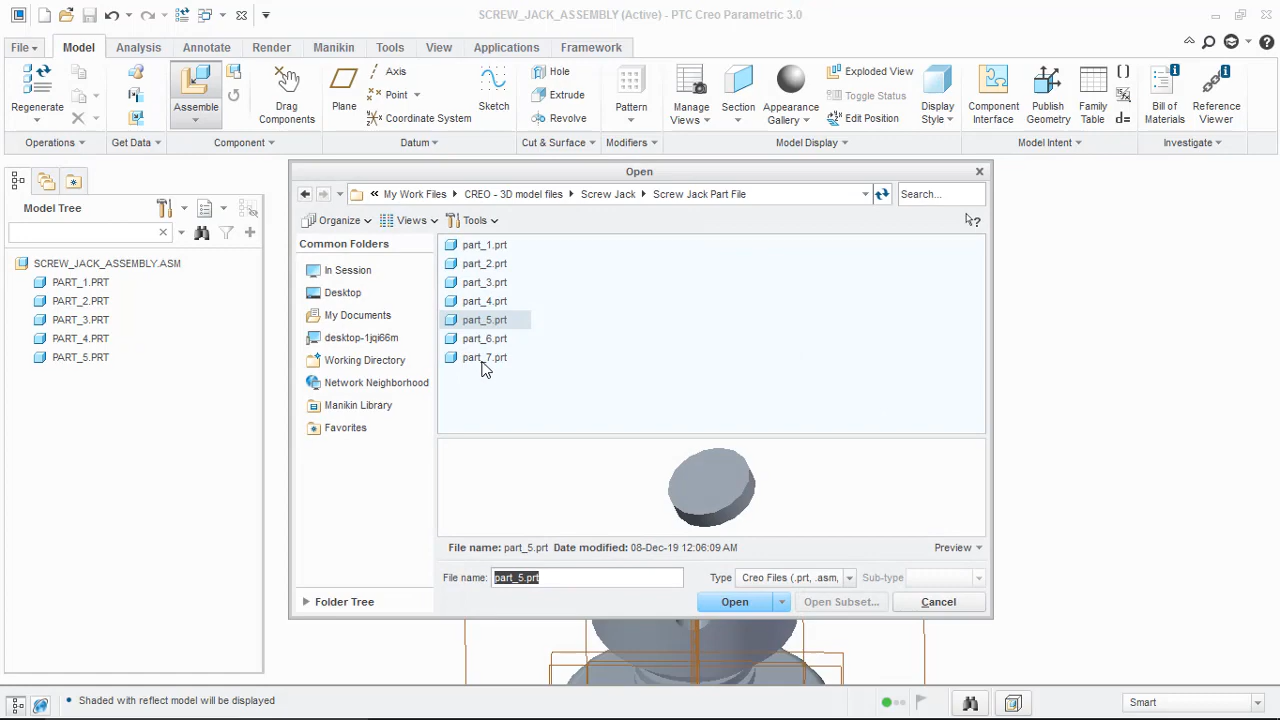 SCREW_JACK_ASSEMBLY (Active) - PTC Creo Parametric 3.0
File Model Analysis Annotate Render Manikin Tools View Applications Framework
Regenerate
Assemble
Drag Components
Plane
Axis
Point
Coordinate System
Sketch
Hole
Extrude
Revolve
Pattern
Manage Views
Section
Appearance Gallery
Exploded View
Toggle Status
Edit Position
Display Style
Component Interface
Publish Geometry
Family Table
d=
Bill of Materials
Reference Viewer
Operations Get Data Component Datum Cut & Surface Modifiers Model Display Model Intent Investigate
Model Tree
SCREW_JACK_ASSEMBLY.ASM
PART_1.PRT
PART_2.PRT
PART_3.PRT
PART_4.PRT
PART_5.PRT
Open
« My Work Files CREO - 3D model files Screw Jack Screw Jack Part File Search...
Organize Views Tools
Common Folders
In Session
Desktop
My Documents
desktop-1jqi66m
Working Directory
Network Neighborhood
Manikin Library
Favorites
Folder Tree
part_1.prt
part_2.prt
part_3.prt
part_4.prt
part_5.prt
part_6.prt
part_7.prt
File name: part_5.prt Date modified: 08-Dec-19 12:06:09 AM Preview
File name: part_5.prt Type Creo Files (.prt, .asm, Sub-type
Open Open Subset... Cancel
• Shaded with reflect model will be displayed
Smart